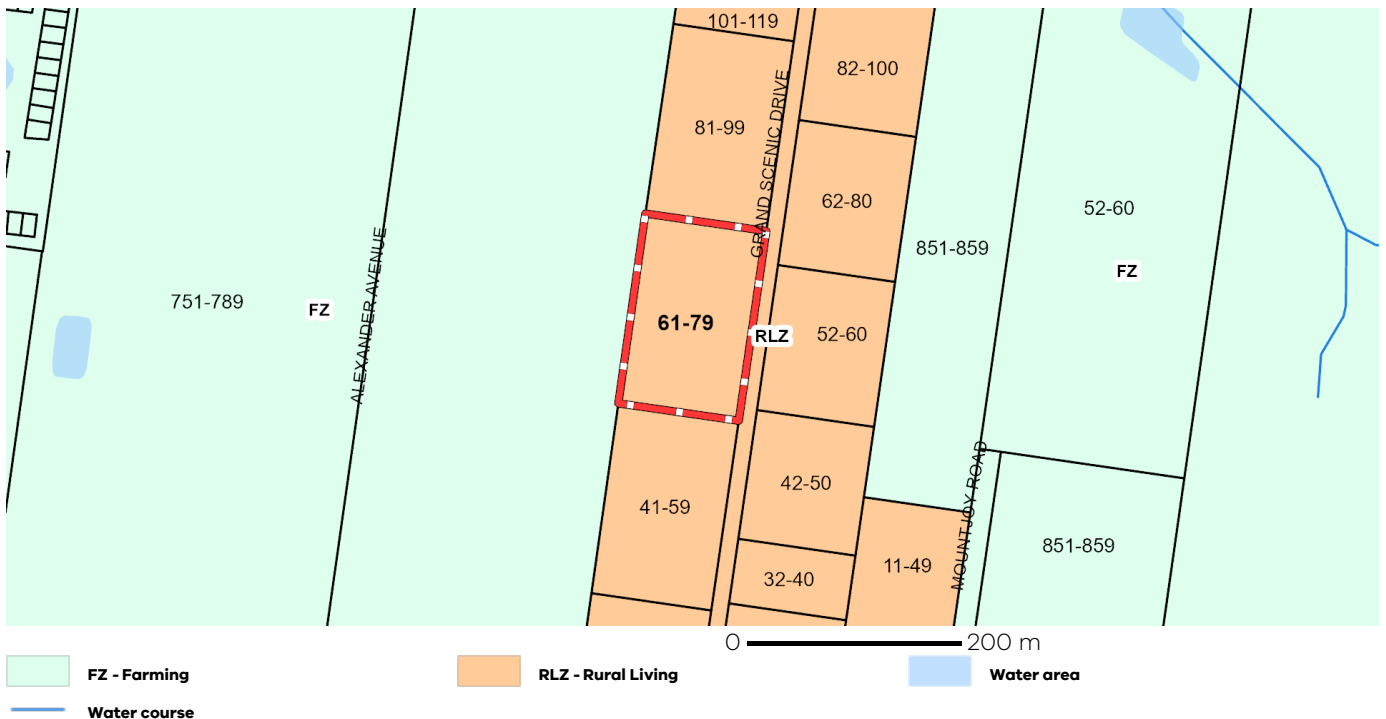 101-119
82-100
81-99
GRAND SCENIC DRIVE
62-80
52-60
851-859
FZ
751-789
FZ
ALEXANDER AVENUE
61-79
RLZ
52-60
42-50
41-59
MOUNTJOY ROAD
851-859
11-49
32-40
0 200 m
FZ - Farming
RLZ - Rural Living
Water area
Water course